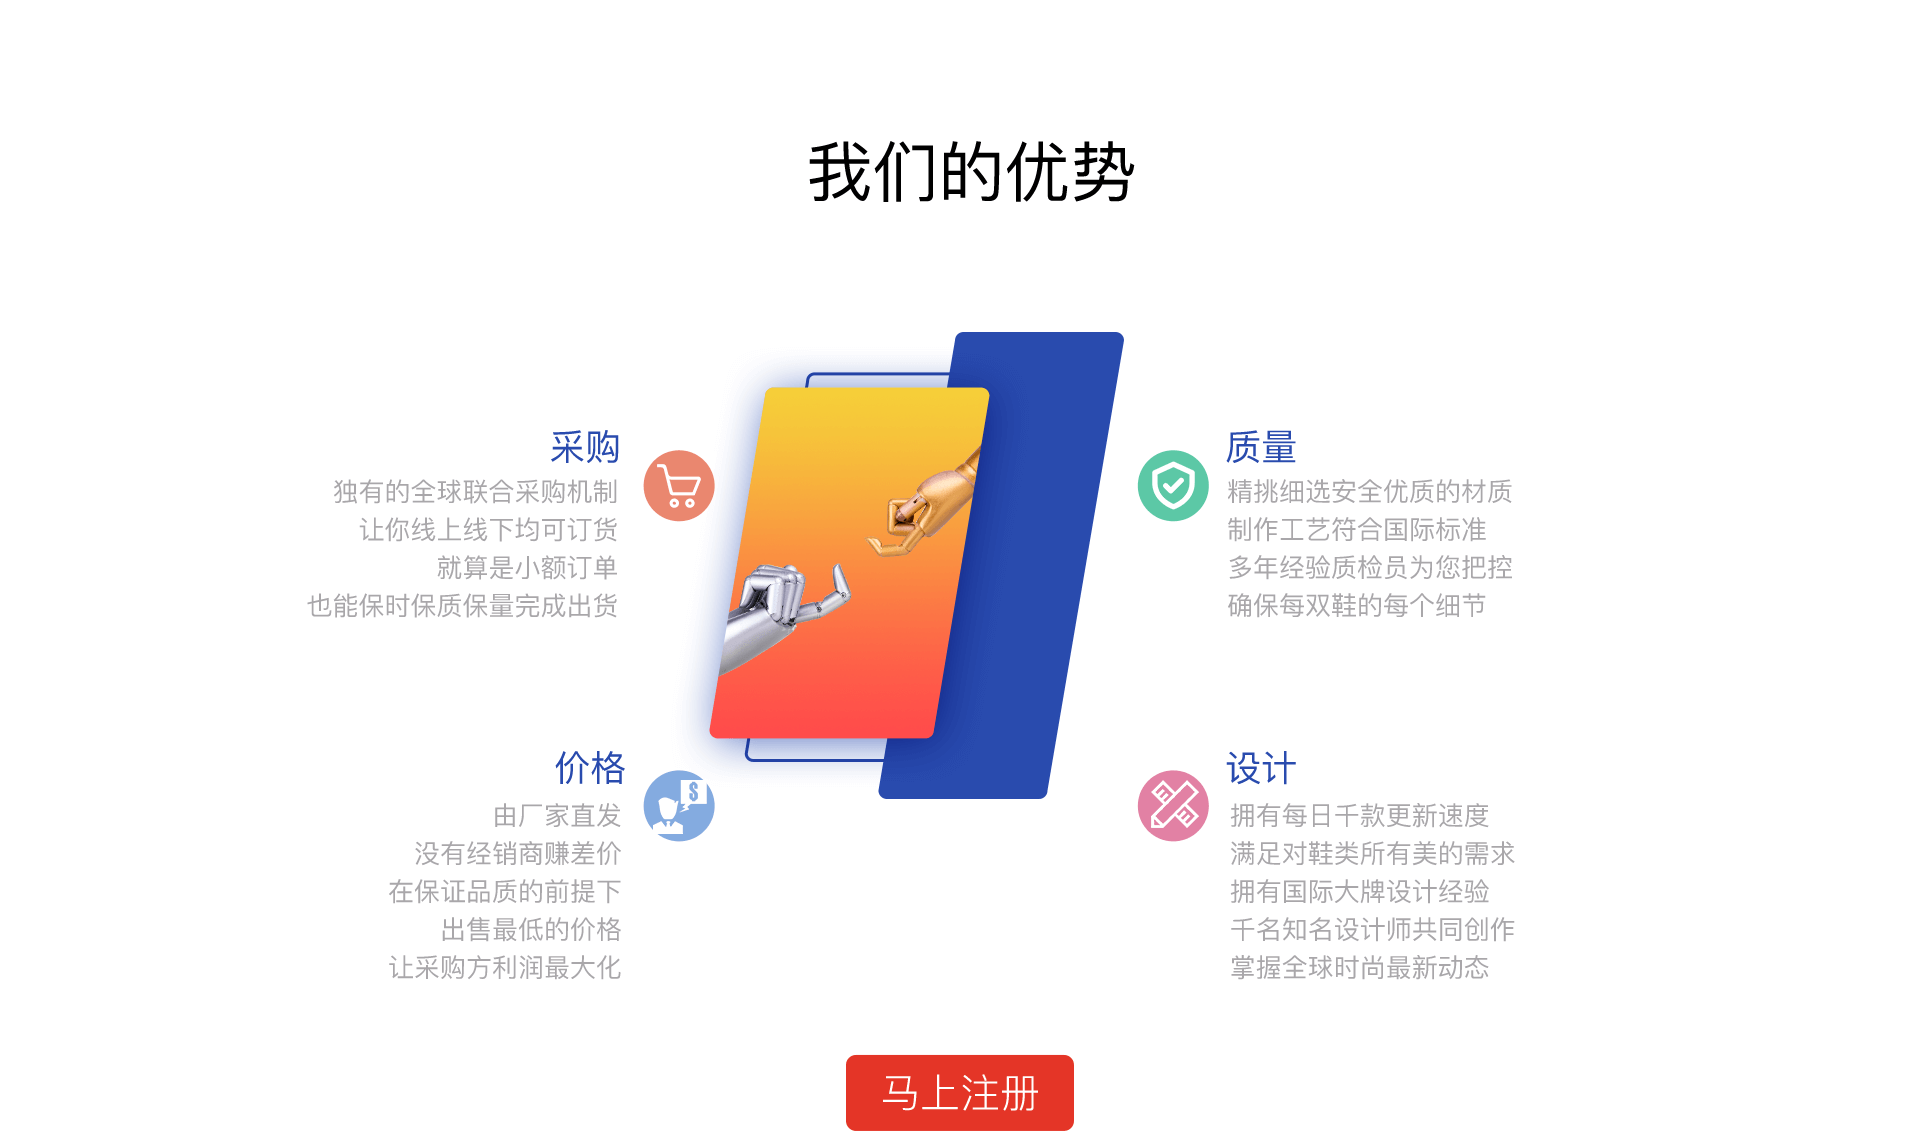 我们的优势
采购
独有的全球联合采购机制
让你线上线下均可订货
就算是小额订单
也能保时保质保量完成出货
质量
精挑细选安全优质的材质
制作工艺符合国际标准
多年经验质检员为您把控
确保每双鞋的每个细节
价格
由厂家直发
没有经销商赚差价
在保证品质的前提下
出售最低的价格
让采购方利润最大化
设计
拥有每日千款更新速度
满足对鞋类所有美的需求
拥有国际大牌设计经验
千名知名设计师共同创作
掌握全球时尚最新动态
马上注册